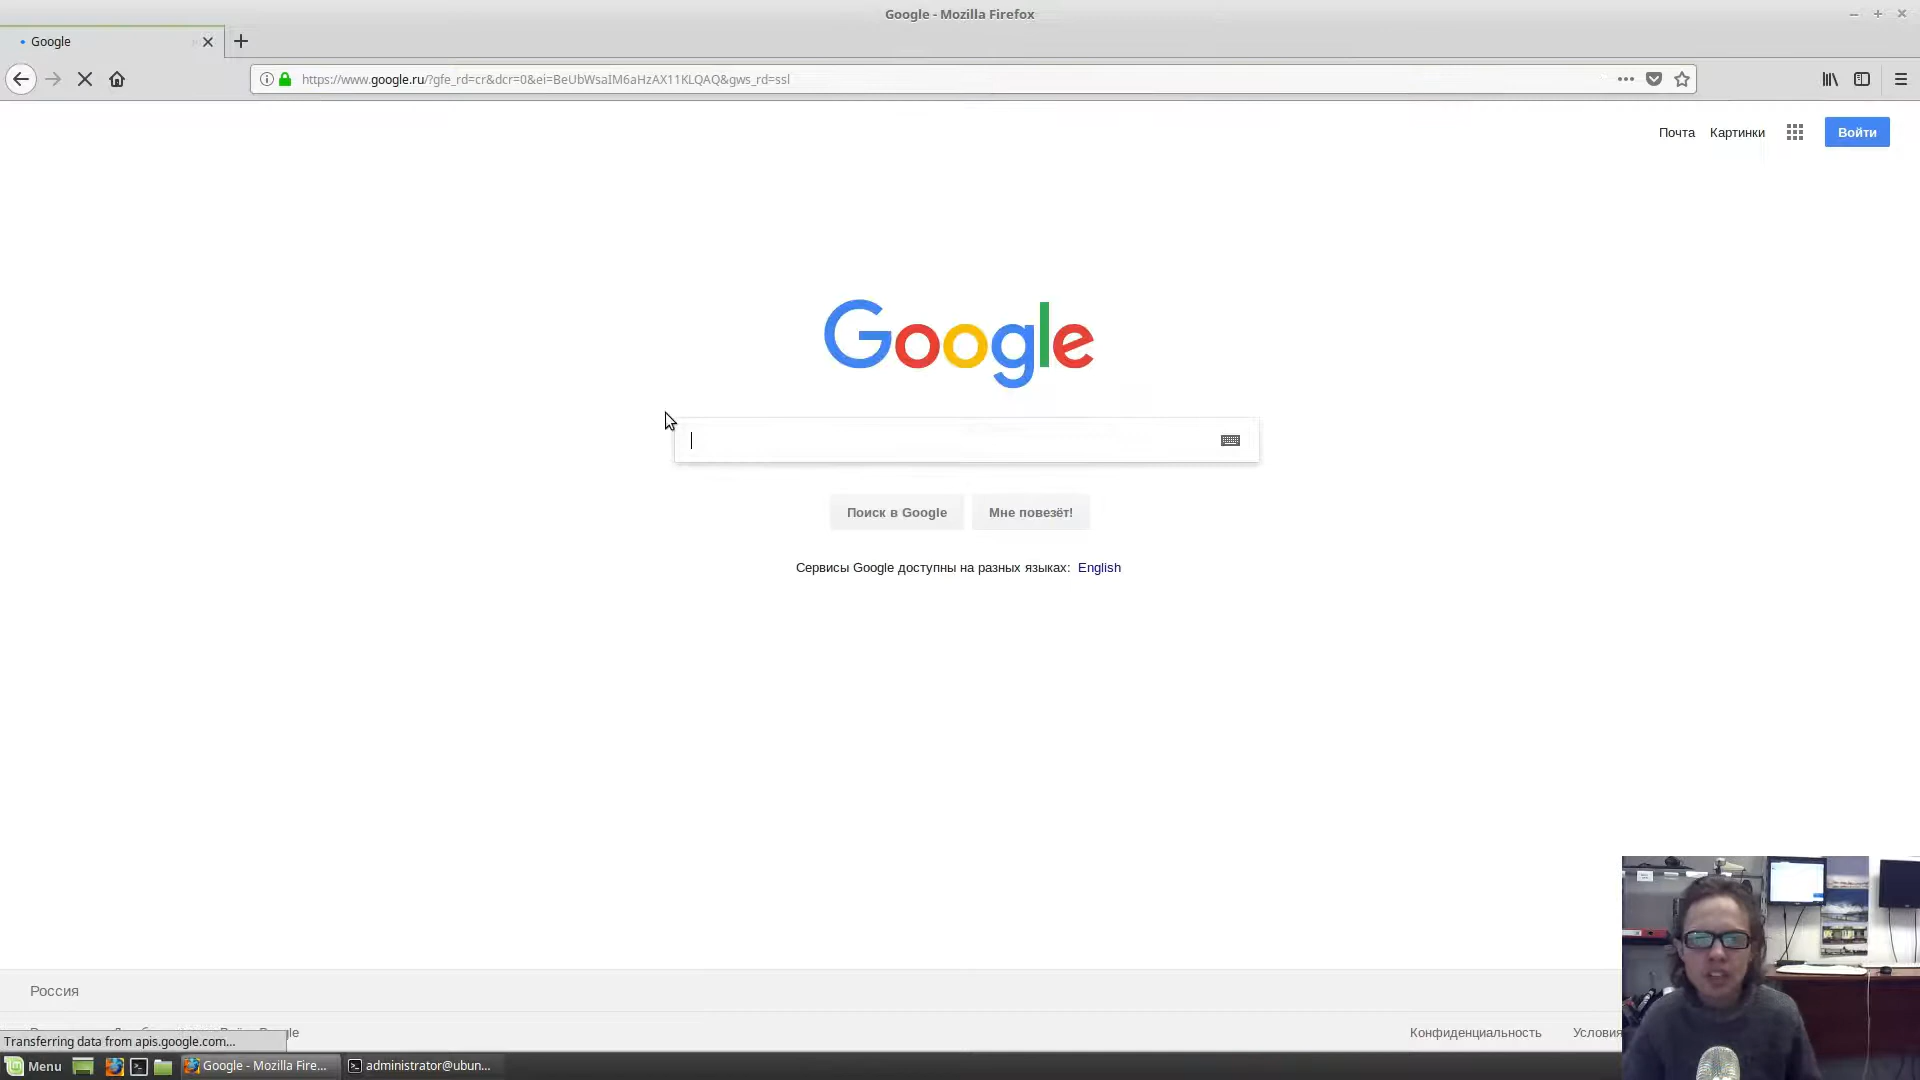 Google - Mozilla Firefox
Google
https://www.google.ru/?gfe_rd=cr&dcr=0&ei=BeUbWsaIM6aHzAX11KLQAQ&gws_rd=ssl
Почта Картинки Войти
Google
Поиск в Google Мне повезёт!
Сервисы Google доступны на разных языках: English
Россия
Конфиденциальность Условия
Transferring data from apis.google.com...
Menu Google - Mozilla Fire... administrator@ubun...